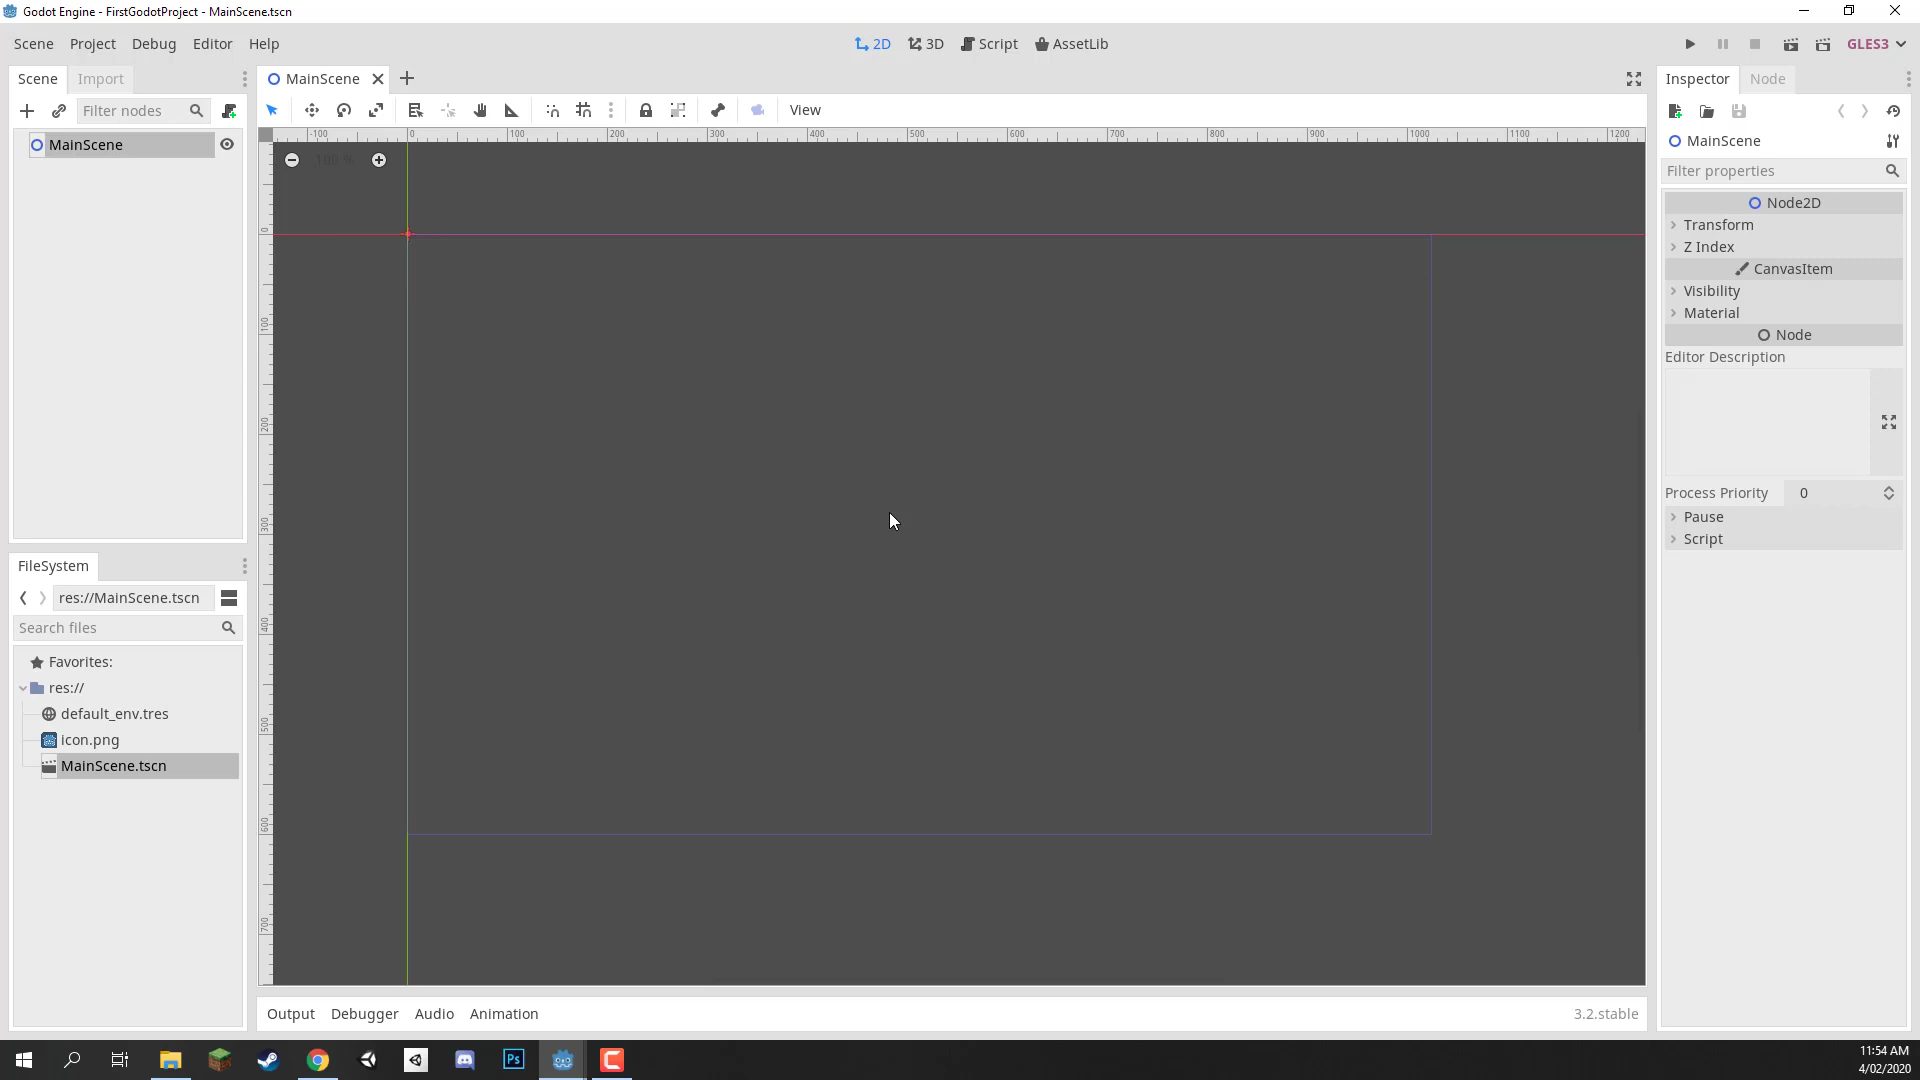 Godot Engine - FirstGodotProject - MainScene.tscn
Scene Project Debug Editor Help
2D 3D Script AssetLib
GLES3
Scene Import
Filter nodes
MainScene
MainScene
View
-100 0 100 200 300 400 500 600 700 800 900 1000 1100 1200
100 %
0
100
200
300
400
500
600
700
FileSystem
res://MainScene.tscn
Search files
Favorites:
res://
default_env.tres
icon.png
MainScene.tscn
Output Debugger Audio Animation
3.2.stable
Inspector Node
MainScene
Filter properties
Node2D
Transform
Z Index
CanvasItem
Visibility
Material
Node
Editor Description
Process Priority 0
Pause
Script
Ps
11:54 AM
4/02/2020